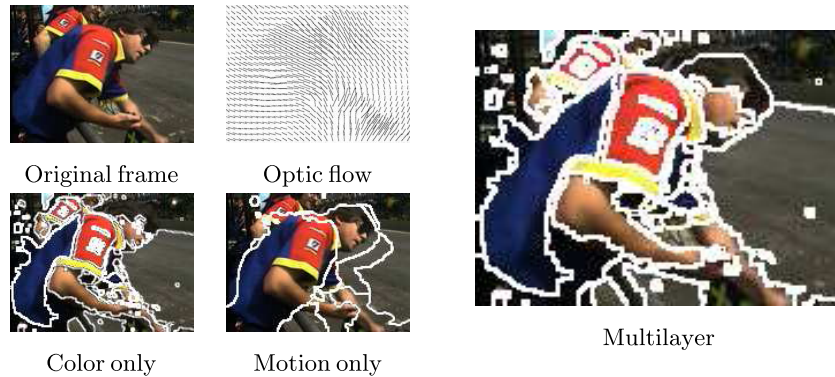 Original frame
Optic flow
Color only
Motion only
Multilayer